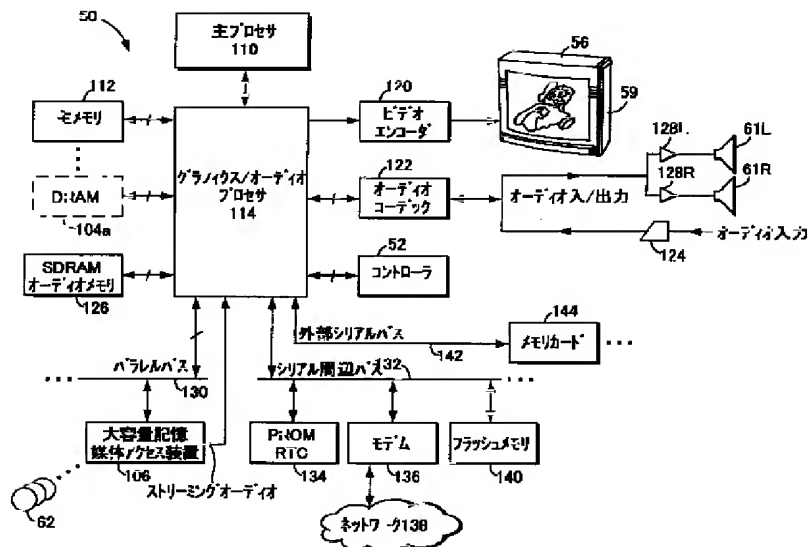 50
主プロセサ
110
112
主メモリ
DRAM
104a
SDRAM
オーディオメモリ
126
グラフィクス/オーディオ
プロセサ
114
120
ビデオ
エンコーダ
122
オーディオ
コーデック
52
コントローラ
56
59
128L
128R
61L
61R
オーディオ入/出力
オーディオ入力
124
外部シリアルバス
142
144
メモリカード
パラレルバス
130
シリアル周辺バス
132
大容量記憶
媒体アクセス装置
106
ストリーミングオーディオ
62
PROM
RTC
134
モデム
136
フラッシュメモリ
140
ネットワーク138